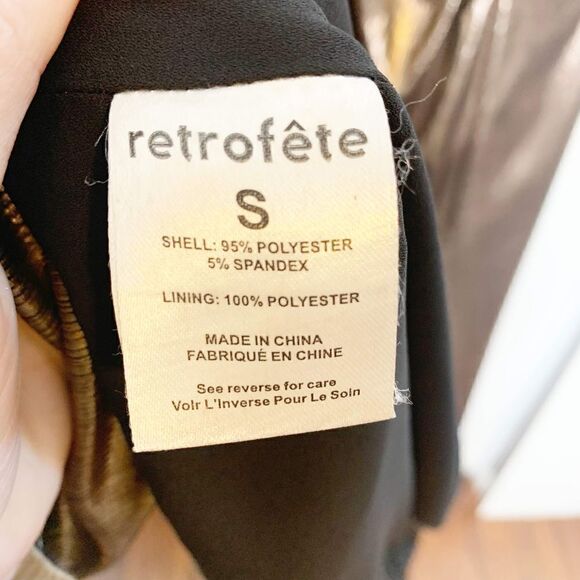 retrofête
S
SHELL: 95% POLYESTER
5% SPANDEX
LINING: 100% POLYESTER
MADE IN CHINA
FABRIQUÉ EN CHINE
See reverse for care
Voir L'Inverse Pour Le Soin